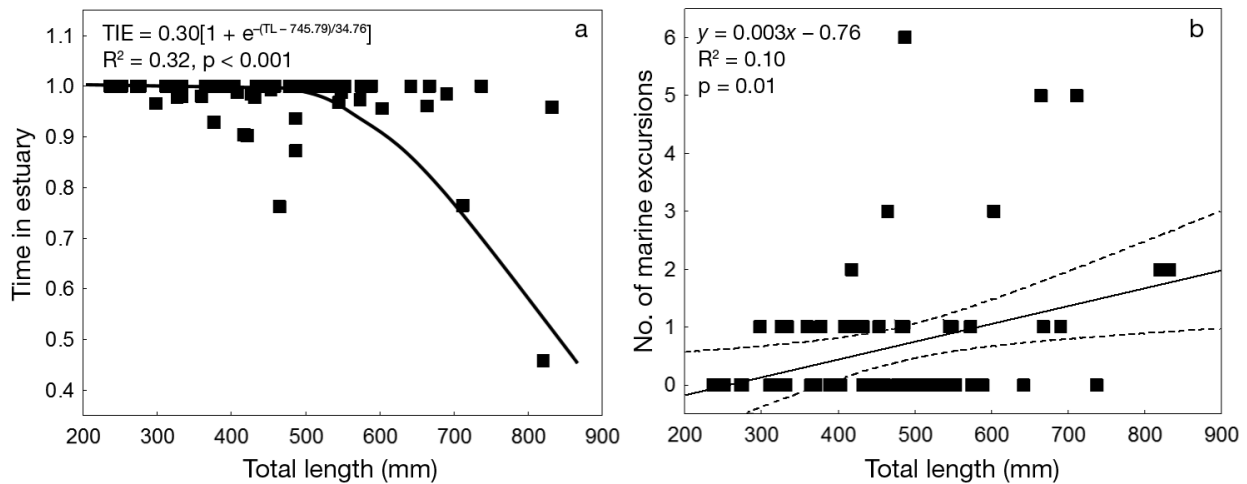 TIE = 0.30[1 + e–(TL – 745.79)/34.76]
R² = 0.32, p < 0.001
a
1.1
1.0
0.9
0.8
0.7
0.6
0.5
0.4
Time in estuary
200 300 400 500 600 700 800 900
Total length (mm)
y = 0.003x – 0.76
R² = 0.10
p = 0.01
b
6
5
4
3
2
1
0
No. of marine excursions
200 300 400 500 600 700 800 900
Total length (mm)